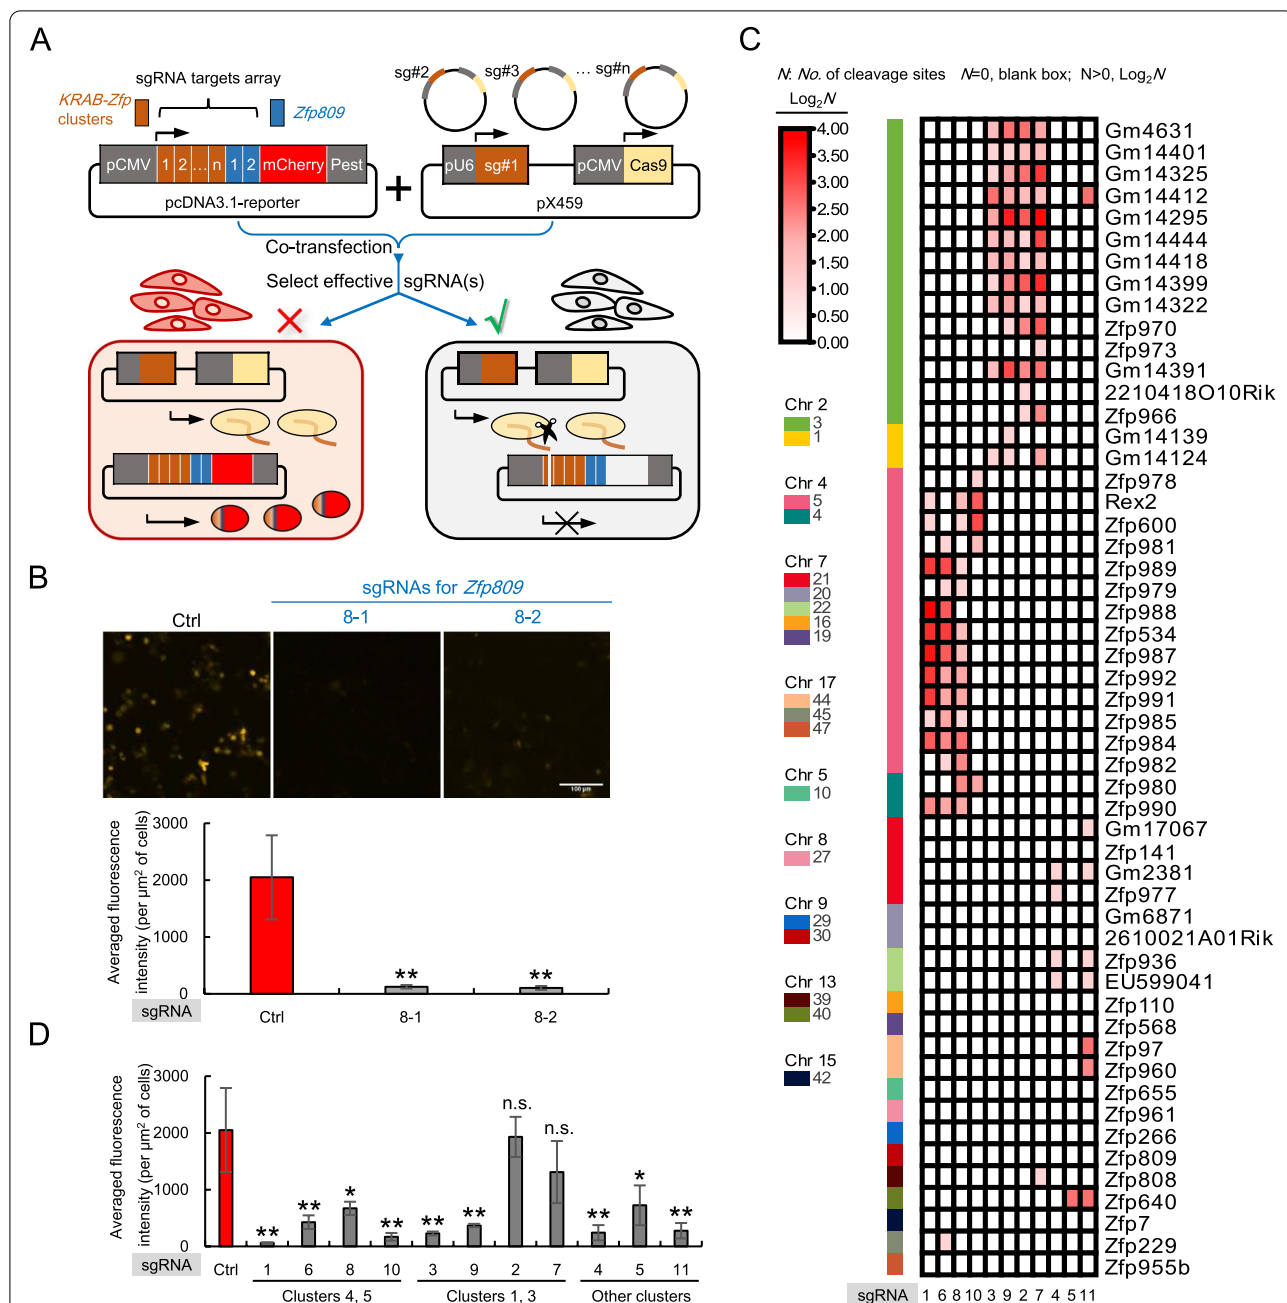 A
sgRNA targets array
KRAB-Zfp
clusters
Zfp809
pCMV 1 2 ... n 1 2 mCherry Pest
pcDNA3.1-reporter
sg#2 sg#3 ... sg#n
pU6 sg#1 pCMV Cas9
pX459
Co-transfection
Select effective sgRNA(s)
B
sgRNAs for Zfp809
Ctrl 8-1 8-2
100 μm
Averaged fluorescence
intensity (per μm² of cells)
3000
2000
1000
0
** **
sgRNA Ctrl 8-1 8-2
D
Averaged fluorescence
intensity (per μm² of cells)
3000
2000
1000
0
** ** * ** ** ** n.s. n.s. ** * **
sgRNA Ctrl 1 6 8 10 3 9 2 7 4 5 11
Clusters 4, 5 Clusters 1, 3 Other clusters
C
N: No. of cleavage sites N=0, blank box; N>0, Log₂N
Log₂N
4.00
3.50
3.00
2.50
2.00
1.50
1.00
0.50
0.00
Chr 2
3
1
Chr 4
5
4
Chr 7
21
20
22
16
19
Chr 17
44
45
47
Chr 5
10
Chr 8
27
Chr 9
29
30
Chr 13
39
40
Chr 15
42
Gm4631
Gm14401
Gm14325
Gm14412
Gm14295
Gm14444
Gm14418
Gm14399
Gm14322
Zfp970
Zfp973
Gm14391
2210418O10Rik
Zfp966
Gm14139
Gm14124
Zfp978
Rex2
Zfp600
Zfp981
Zfp989
Zfp979
Zfp988
Zfp534
Zfp987
Zfp992
Zfp991
Zfp985
Zfp984
Zfp982
Zfp980
Zfp990
Gm17067
Zfp141
Gm2381
Zfp977
Gm6871
2610021A01Rik
Zfp936
EU599041
Zfp110
Zfp568
Zfp97
Zfp960
Zfp655
Zfp961
Zfp266
Zfp809
Zfp808
Zfp640
Zfp7
Zfp229
Zfp955b
sgRNA 1 6 8 10 3 9 2 7 4 5 11